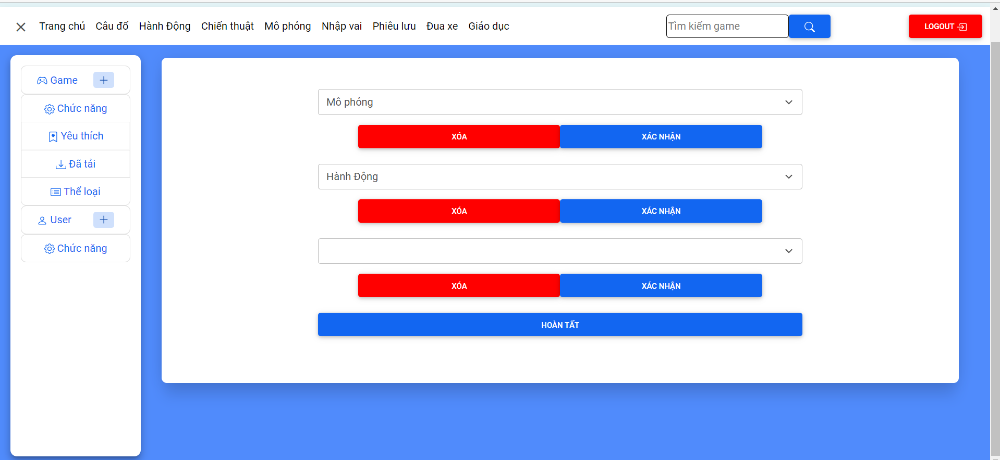 Trang chủ Câu đố Hành Động Chiến thuật Mô phỏng Nhập vai Phiêu lưu Đua xe Giáo dục Tìm kiếm game LOGOUT
Game
Chức năng
Yêu thích
Đã tải
Thể loại
User
Chức năng
Mô phỏng
XÓA XÁC NHẬN
Hành Động
XÓA XÁC NHẬN
XÓA XÁC NHẬN
HOÀN TẤT